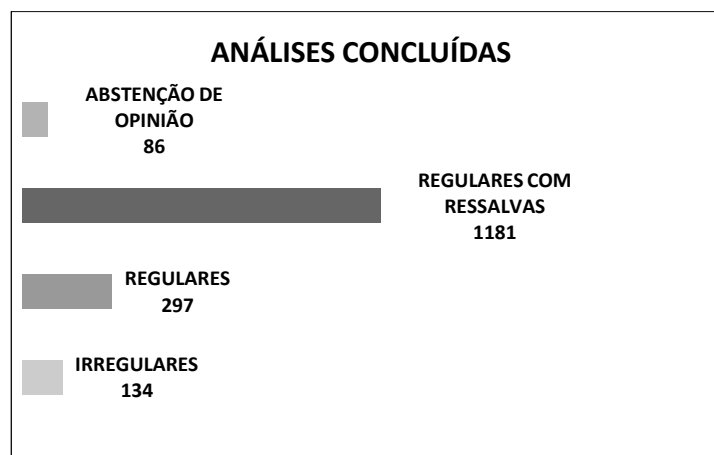 ANÁLISES CONCLUÍDAS
ABSTENÇÃO DE
OPINIÃO
86
REGULARES COM
RESSALVAS
1181
REGULARES
297
IRREGULARES
134